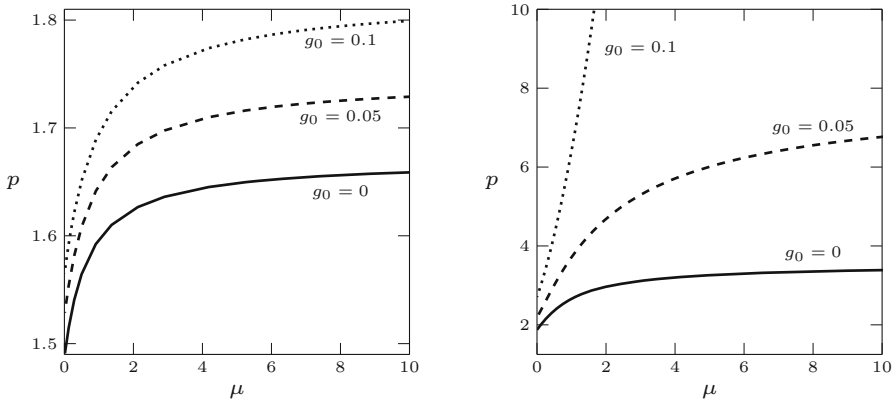 1.8
1.7
1.6
1.5
p
g₀ = 0.1
g₀ = 0.05
g₀ = 0
0 2 4 6 8 10
μ
10
8
6
4
2
p
g₀ = 0.1
g₀ = 0.05
g₀ = 0
0 2 4 6 8 10
μ